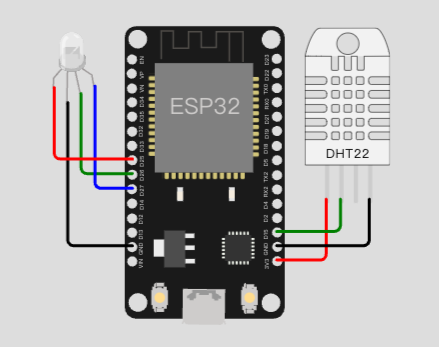 EN
VP
VN
D34
D35
D32
D33
D25
D26
D27
D14
D12
D13
GND
VIN
ESP32
D23
D22
TX0
RX0
D21
D19
D18
D5
TX2
RX2
D4
D2
D15
GND
3V3
DHT22